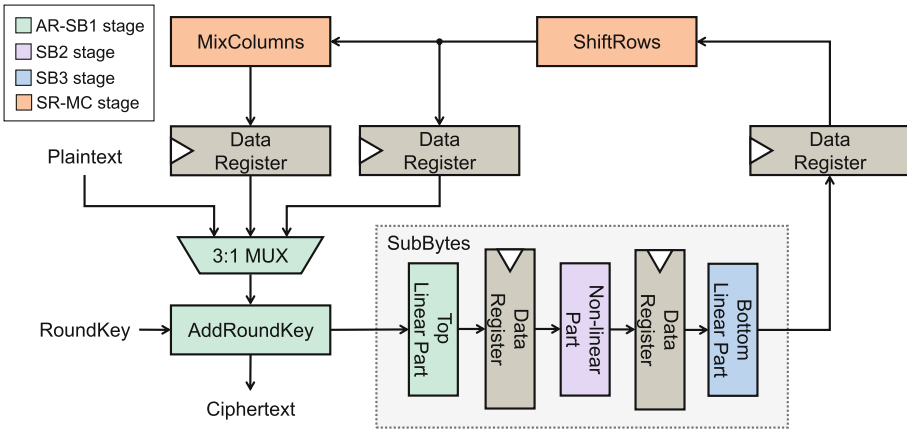 AR-SB1 stage
SB2 stage
SB3 stage
SR-MC stage
MixColumns
ShiftRows
Data
Register
Data
Register
Data
Register
Plaintext
3:1 MUX
SubBytes
RoundKey
AddRoundKey
Top
Linear Part
Data
Register
Non-linear
Part
Data
Register
Bottom
Linear Part
Ciphertext